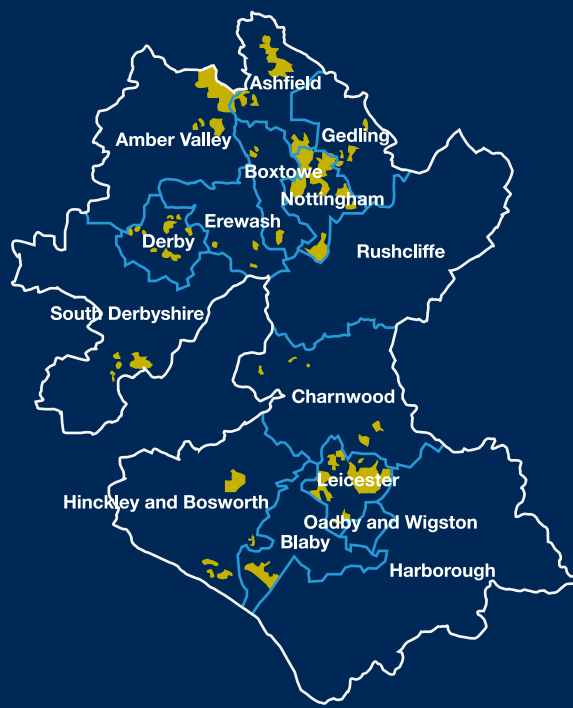 Ashfield
Amber Valley
Gedling
Boxtowe
Nottingham
Erewash
Derby
Rushcliffe
South Derbyshire
Charnwood
Leicester
Hinckley and Bosworth
Oadby and Wigston
Blaby
Harborough